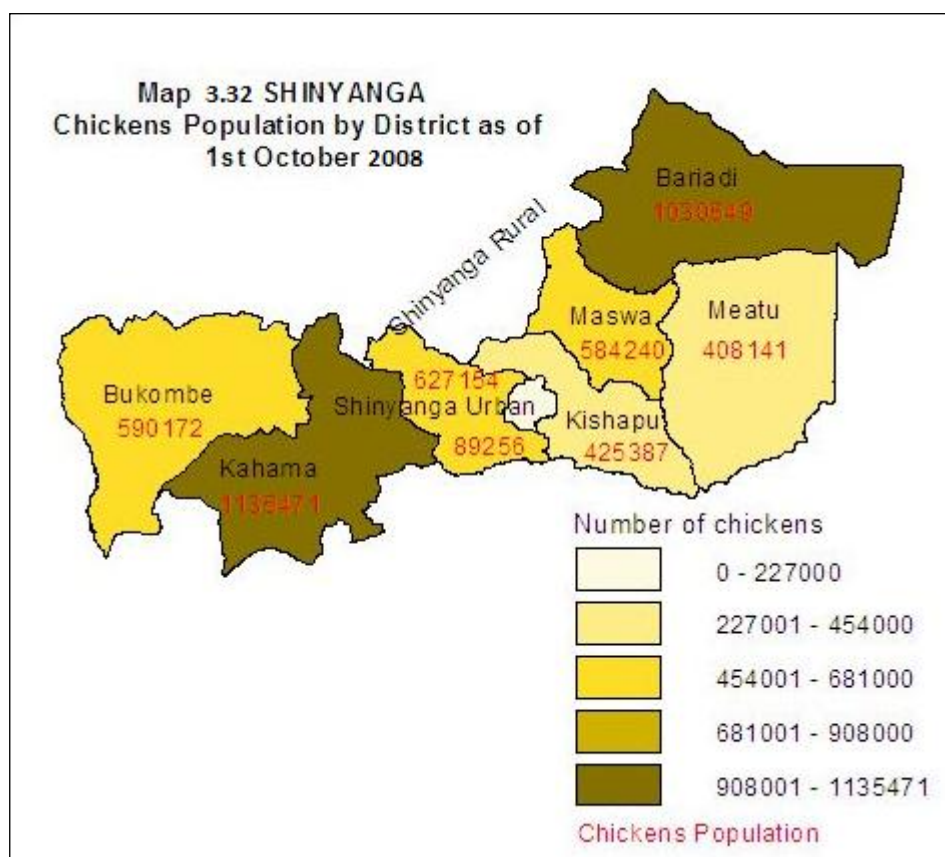 Map 3.32 SHINYANGA
Chickens Population by District as of
1st October 2008
Bariadi
1030649
Shinyanga Rural
Maswa
584240
Meatu
408141
627154
Bukombe
590172
Shinyanga Urban
Kishapu
89256
425387
Kahama
1135471
Number of chickens
0 - 227000
227001 - 454000
454001 - 681000
681001 - 908000
908001 - 1135471
Chickens Population